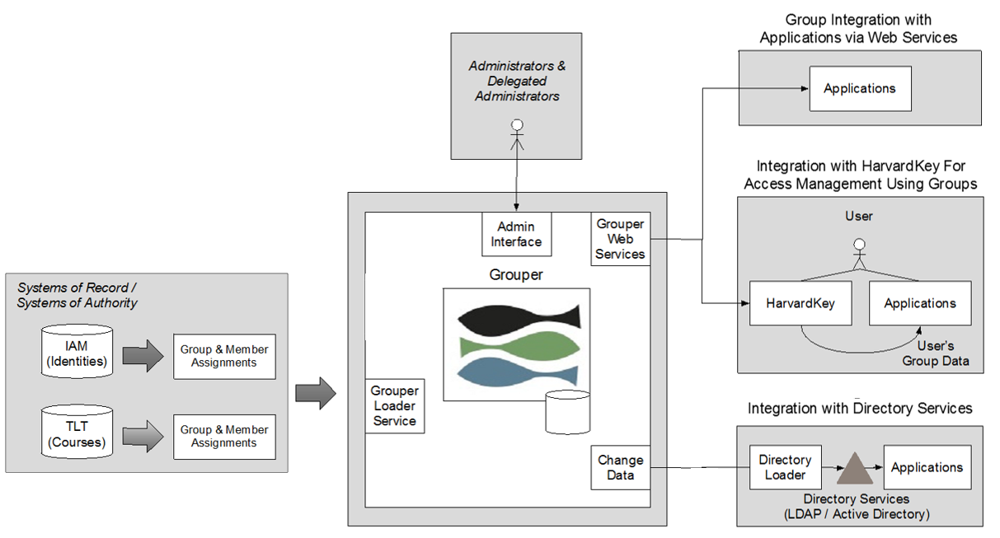 Group Integration with
Applications via Web Services
Applications
Administrators &
Delegated
Administrators
Integration with HarvardKey For
Access Management Using Groups
User
HarvardKey
Applications
User's
Group Data
Admin
Interface
Grouper
Web
Services
Grouper
Systems of Record /
Systems of Authority
IAM
(Identities)
Group & Member
Assignments
TLT
(Courses)
Group & Member
Assignments
Grouper
Loader
Service
Change
Data
Integration with Directory Services
Directory
Loader
Applications
Directory Services
(LDAP / Active Directory)